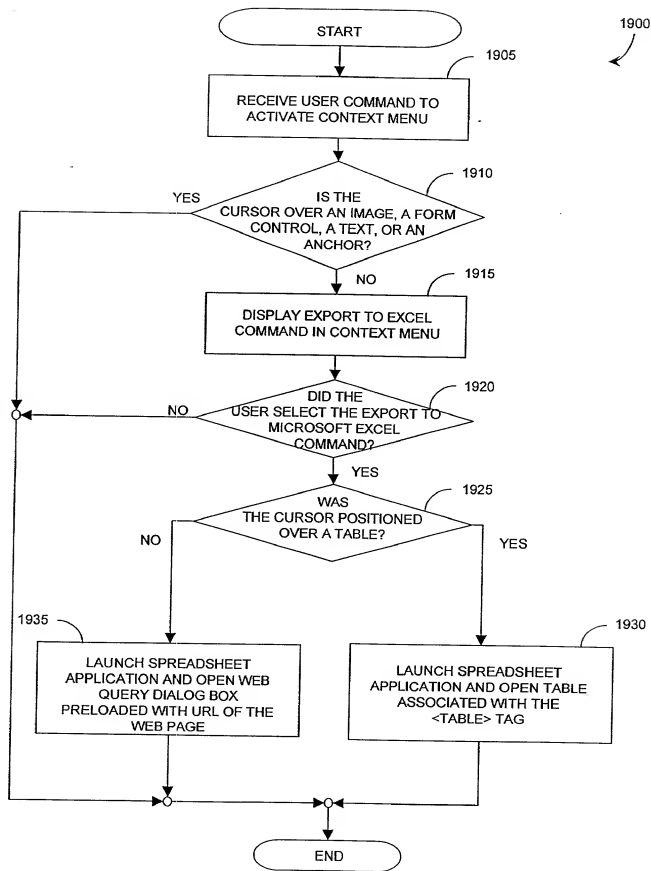 START
1900
1905
RECEIVE USER COMMAND TO
ACTIVATE CONTEXT MENU
1910
YES
IS THE
CURSOR OVER AN IMAGE, A FORM
CONTROL, A TEXT, OR AN
ANCHOR?
NO
1915
DISPLAY EXPORT TO EXCEL
COMMAND IN CONTEXT MENU
1920
DID THE
USER SELECT THE EXPORT TO
MICROSOFT EXCEL
COMMAND?
NO
YES
1925
WAS
THE CURSOR POSITIONED
OVER A TABLE?
NO
YES
1935
LAUNCH SPREADSHEET
APPLICATION AND OPEN WEB
QUERY DIALOG BOX
PRELOADED WITH URL OF THE
WEB PAGE
1930
LAUNCH SPREADSHEET
APPLICATION AND OPEN TABLE
ASSOCIATED WITH THE
<TABLE> TAG
END